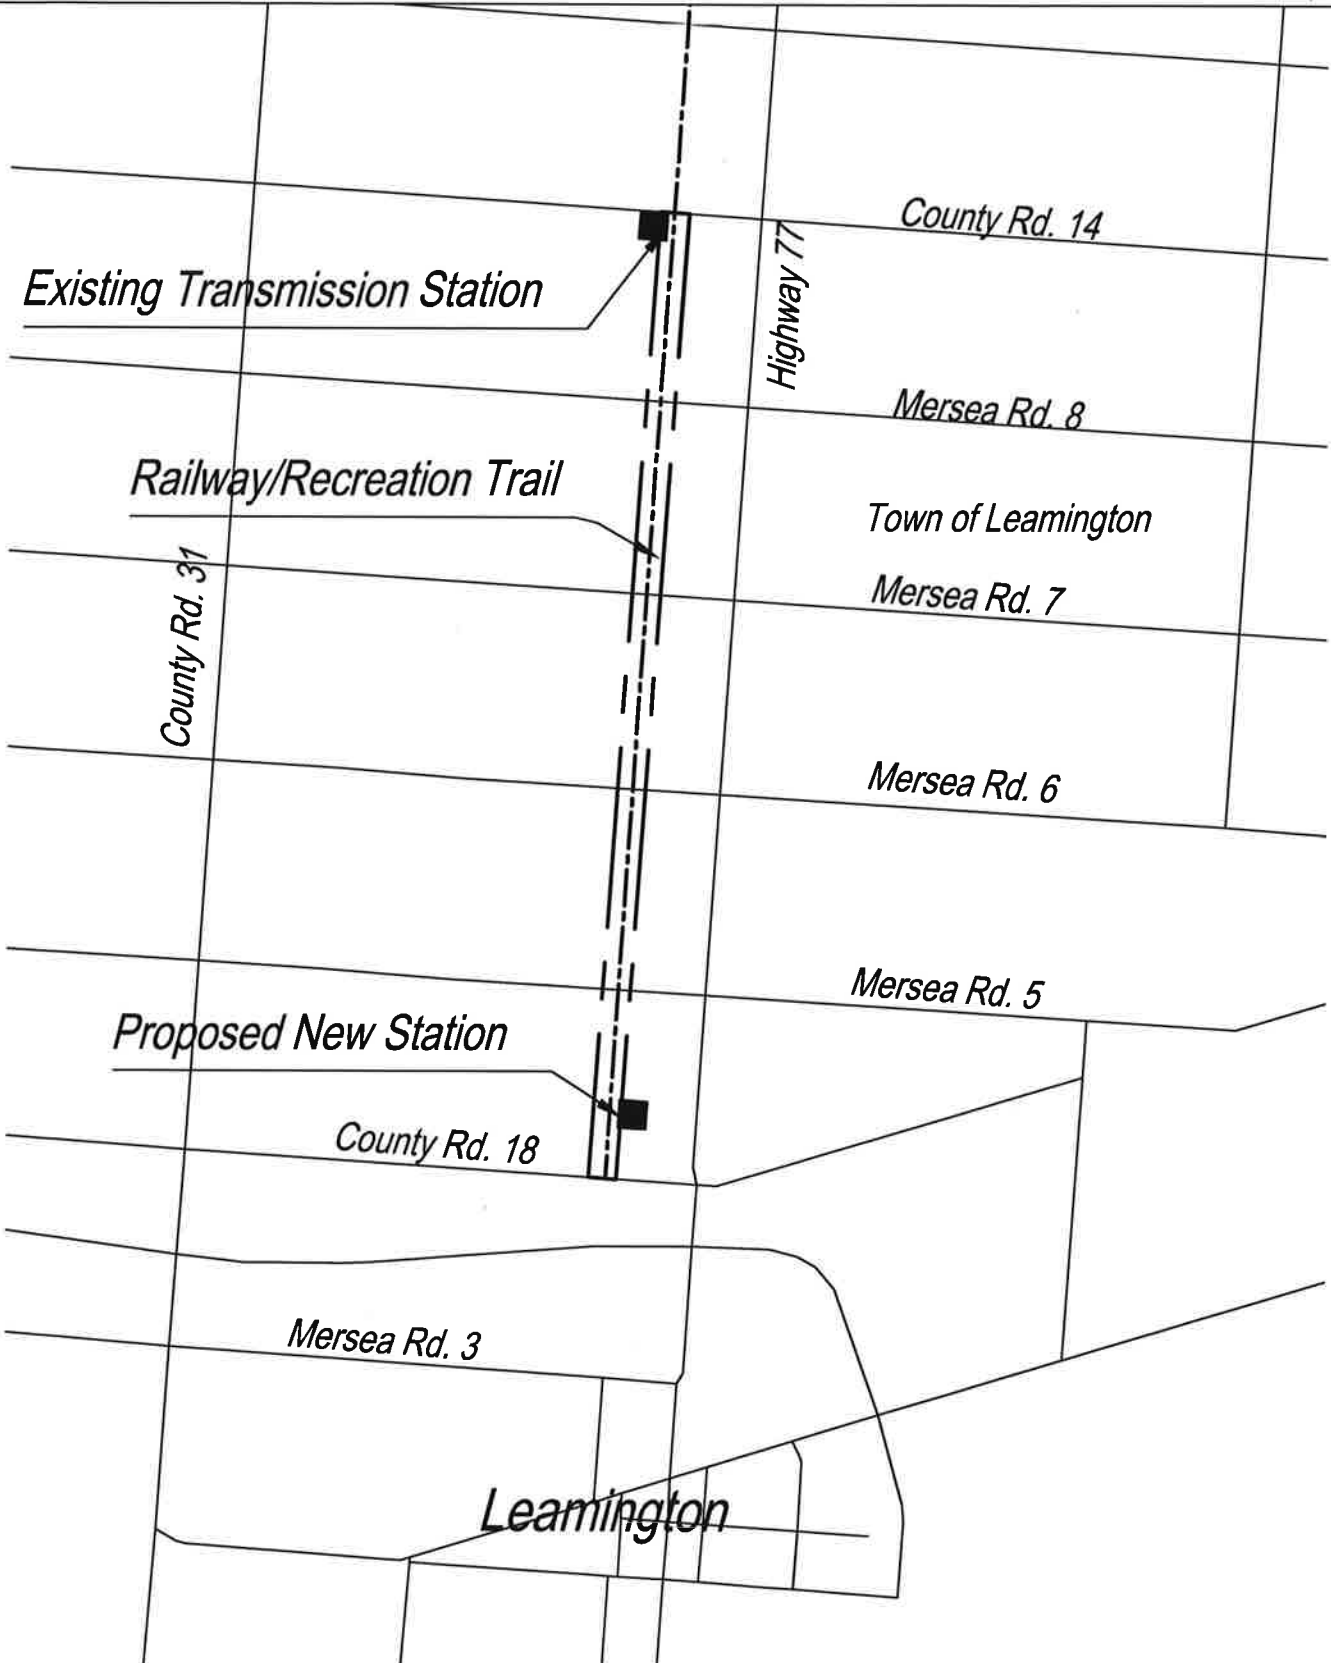 County Rd. 14
Existing Transmission Station
Highway 77
Mersea Rd. 8
Railway/Recreation Trail
Town of Leamington
County Rd. 31
Mersea Rd. 7
Mersea Rd. 6
Mersea Rd. 5
Proposed New Station
County Rd. 18
Mersea Rd. 3
Leamington